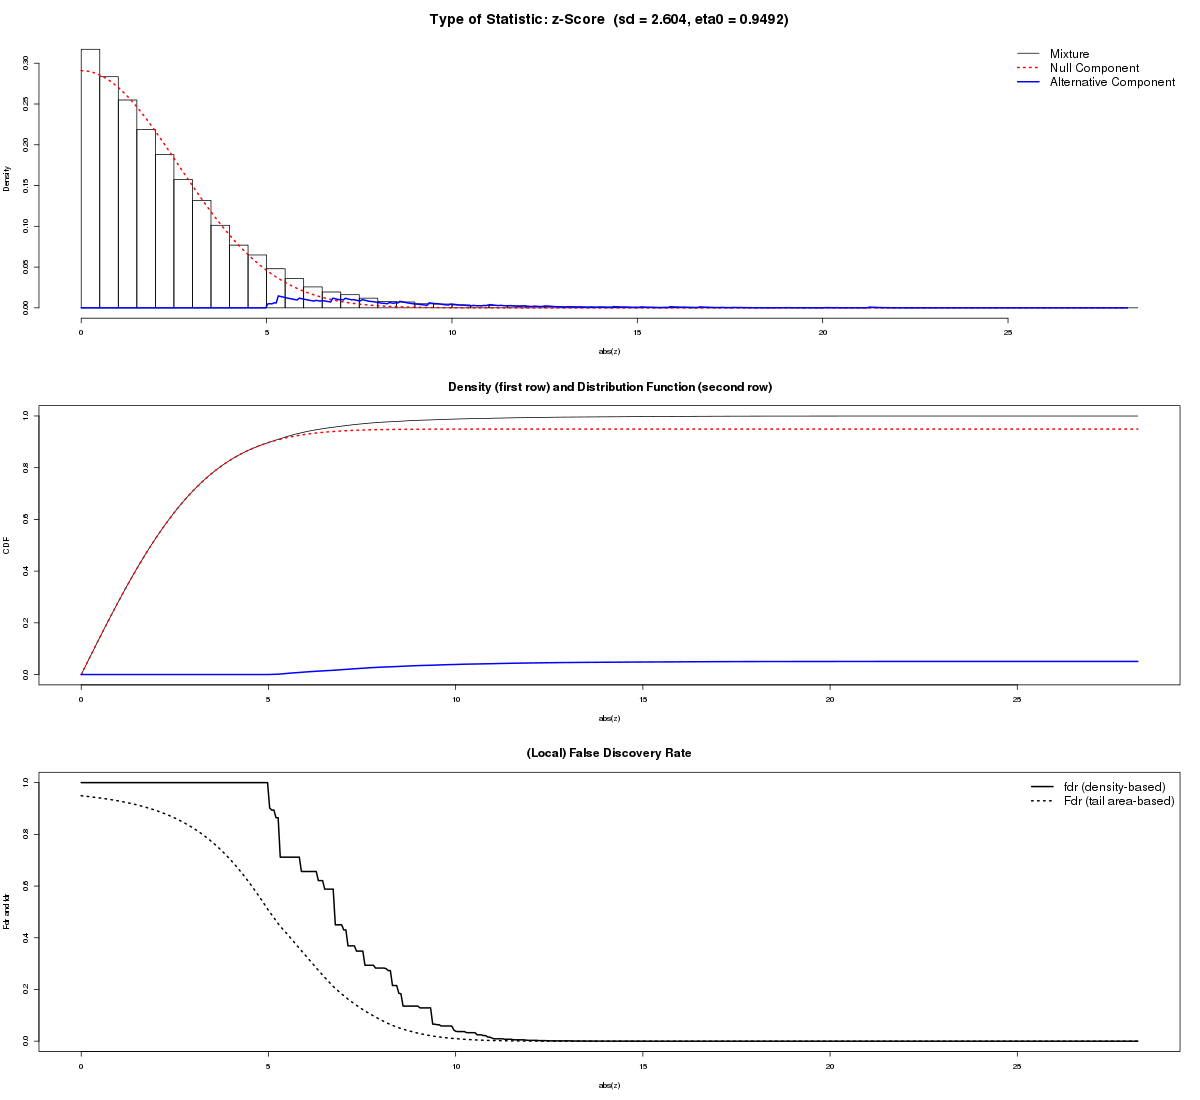 Type of Statistic: z-Score (sd = 2.604, eta0 = 0.9492)
Mixture
Null Component
Alternative Component
Density
0.00 0.05 0.10 0.15 0.20 0.25 0.30
0 5 10 15 20 25
abs(z)
Density (first row) and Distribution Function (second row)
CDF
0.0 0.2 0.4 0.6 0.8 1.0
0 5 10 15 20 25
abs(z)
(Local) False Discovery Rate
fdr (density-based)
Fdr (tail area-based)
Fdr and fdr
0.0 0.2 0.4 0.6 0.8 1.0
0 5 10 15 20 25
abs(z)